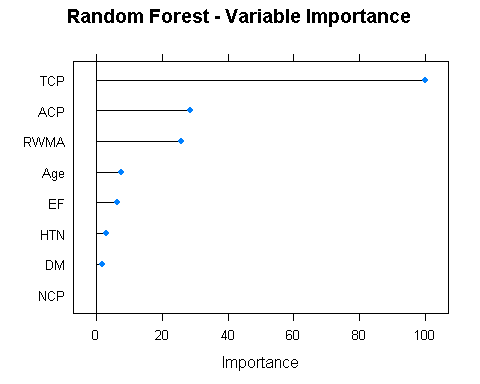 Random Forest - Variable Importance
TCP
ACP
RWMA
Age
EF
HTN
DM
NCP
0 20 40 60 80 100
Importance